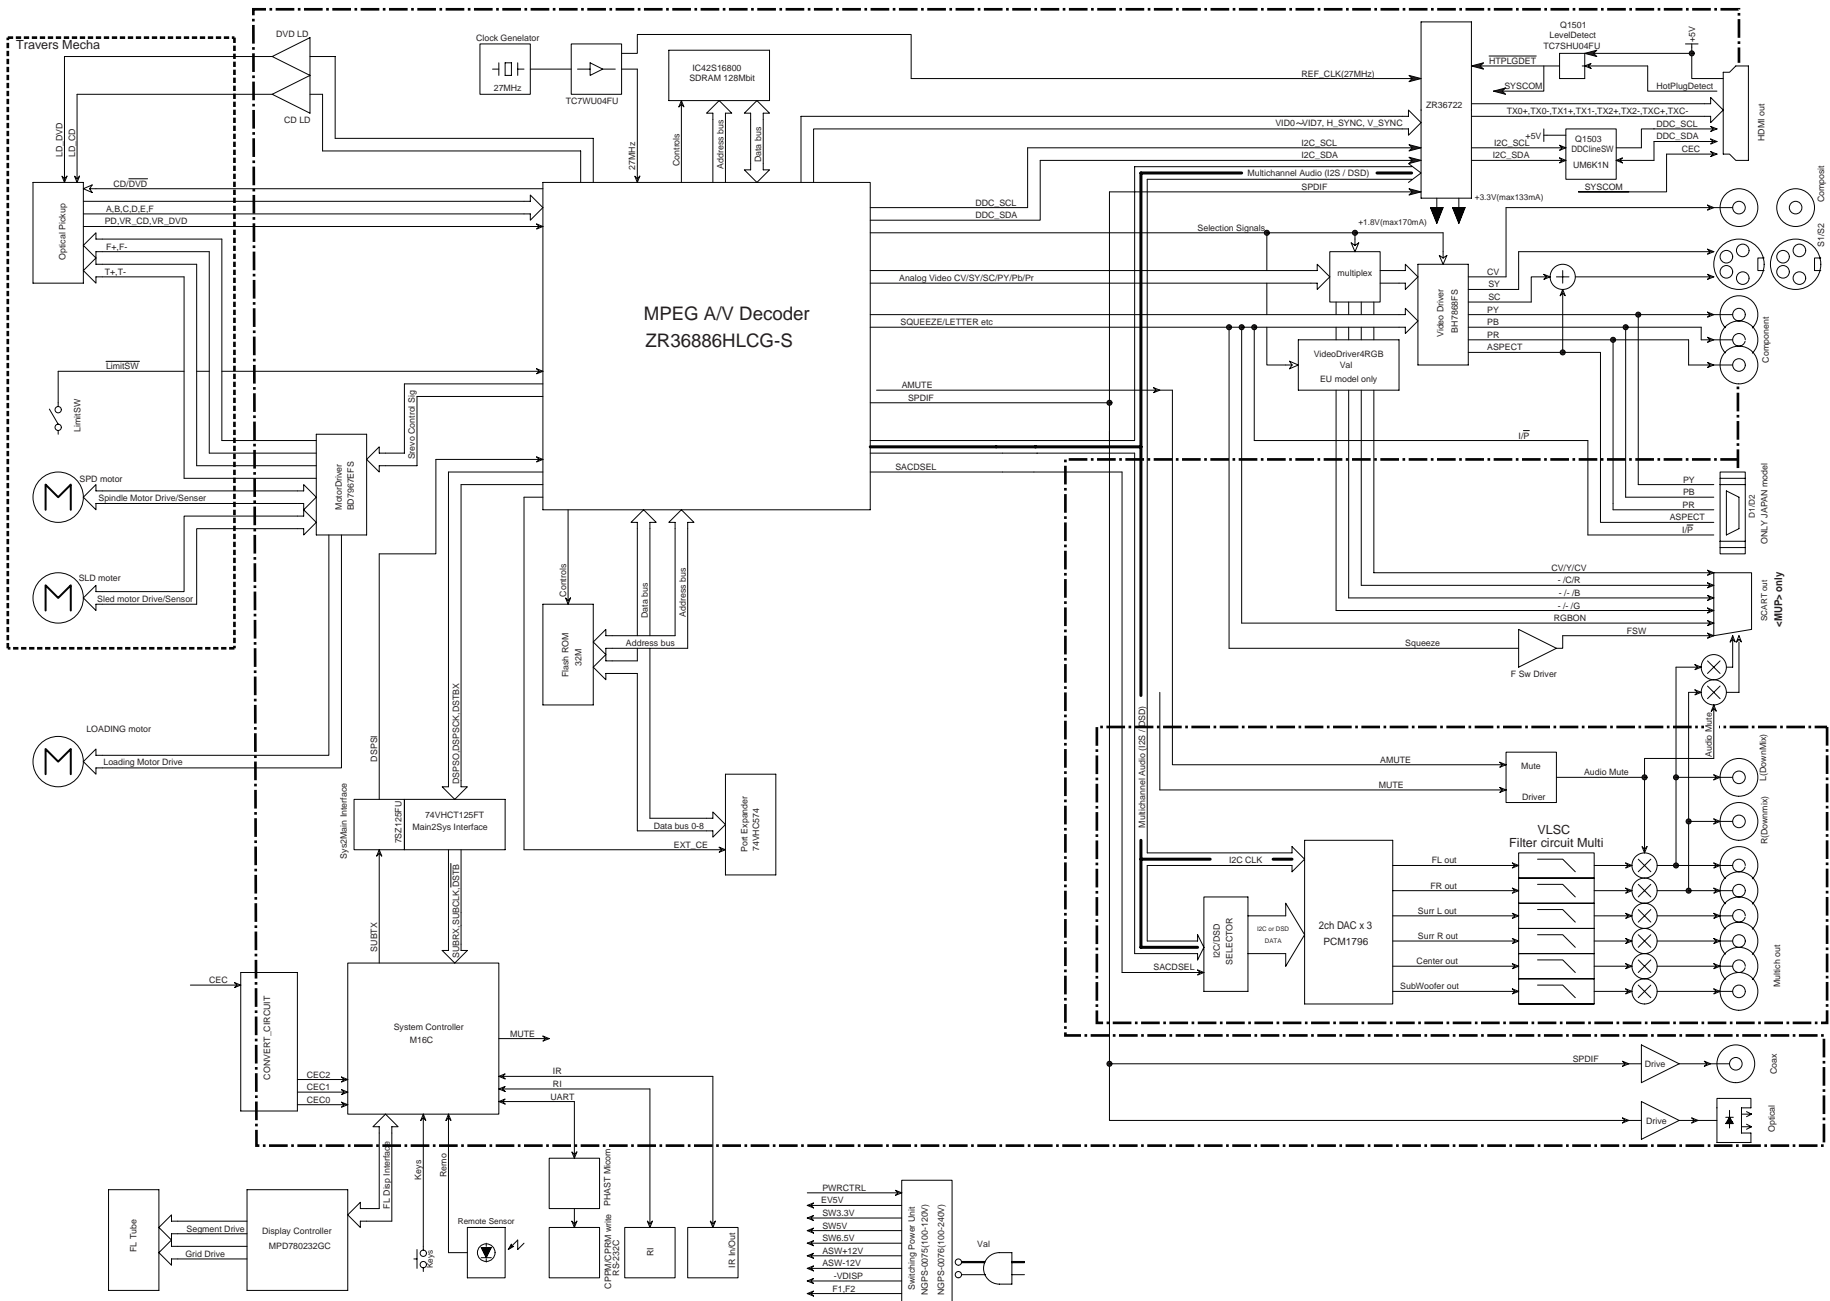 Travers Mecha
DVD LD
CD LD
LD_DVD
LD_CD
Clock Genelator
27MHz
TC7WU04FU
27MHz
IC42S16800
SDRAM 128Mbit
Controls
Address bus
Data bus
REF_CLK(27MHz)
VID0~VID7, H_SYNC, V_SYNC
I2C_SCL
I2C_SDA
Multichannel Audio (I2S / DSD)
SPDIF
ZR36722
Q1501
LevelDetect
TC7SHU04FU
+5V
HTPLGDET
SYSCOM
HotPlugDetect
TX0+,TX0-,TX1+,TX1-,TX2+,TX2-,TXC+,TXC-
+5V
I2C_SCL
I2C_SDA
Q1503
DDClineSW
UM6K1N
DDC_SCL
DDC_SDA
CEC
SYSCOM
HDMI out
+3.3V(max133mA)
+1.8V(max170mA)
Optical Pickup
CD/DVD
A,B,C,D,E,F
PD,VR_CD,VR_DVD
F+,F-
T+,T-
LimitSW
LimitSW
MPEG A/V Decoder
ZR36886HLCG-S
DDC_SCL
DDC_SDA
Selection Signals
Analog Video CV/SY/SC/PY/Pb/Pr
SQUEEZE/LETTER etc
multiplex
Video Driver
BH7868FS
VideoDriver4RGB
Val
EU model only
CV
SY
SC
PY
PB
PR
ASPECT
Composit
S1/S2
Component
AMUTE
SPDIF
SACDSEL
I/P
PY
PB
PR
ASPECT
I/P
D1/D2
ONLY JAPAN model
Srevo Control Sig
MotorDriver
BD7967EFS
SPD motor
M
Spindle Motor Drive/Senser
SLD moter
M
Sled motor Drive/Sensor
LOADING motor
M
Loading Motor Drive
Controls
Data bus
Address bus
Flash ROM
32M
Address bus
CV/Y/CV
- /C/R
- /- /B
- /- /G
RGBON
FSW
Squeeze
F Sw Driver
SCART out
<MUP> only
DSPSI
DSPSO,DSPSCK,DSTBX
Sys2Main Interface
7SZ125FU
74VHCT125FT
Main2Sys Interface
Data bus 0-8
EXT_CE
Port Expander
74VHC574
SUBTX
SUBRX,SUBCLK,DSTB
Multichannel Audio (I2S / DSD)
AMUTE
MUTE
Mute
Driver
Audio Mute
Audio Mute
L(DownMix)
R(Downmix)
VLSC
Filter circuit Multi
I2C CLK
I2C/DSD
SELECTOR
I2C or DSD
DATA
SACDSEL
2ch DAC x 3
PCM1796
FL out
FR out
Surr L out
Surr R out
Center out
SubWoofer out
Multich out
CEC
CONVERT_CIRCUIT
CEC2
CEC1
CEC0
System Controller
M16C
MUTE
IR
RI
UART
SPDIF
Drive
Coax
Drive
Optical
FL Disp Interface
Keys
Remo
FL Tube
Segment Drive
Grid Drive
Display Controller
MPD780232GC
Keys
Remote Sensor
PHAST Micom
CPPM/CPRM write
RS-232C
RI
IR In/Out
PWRCTRL
EV5V
SW3.3V
SW5V
SW6.5V
ASW+12V
ASW-12V
-VDISP
F1,F2
Switching Power Unit
NGPS-0075(100-120V)
NGPS-0076(100-240V)
Val